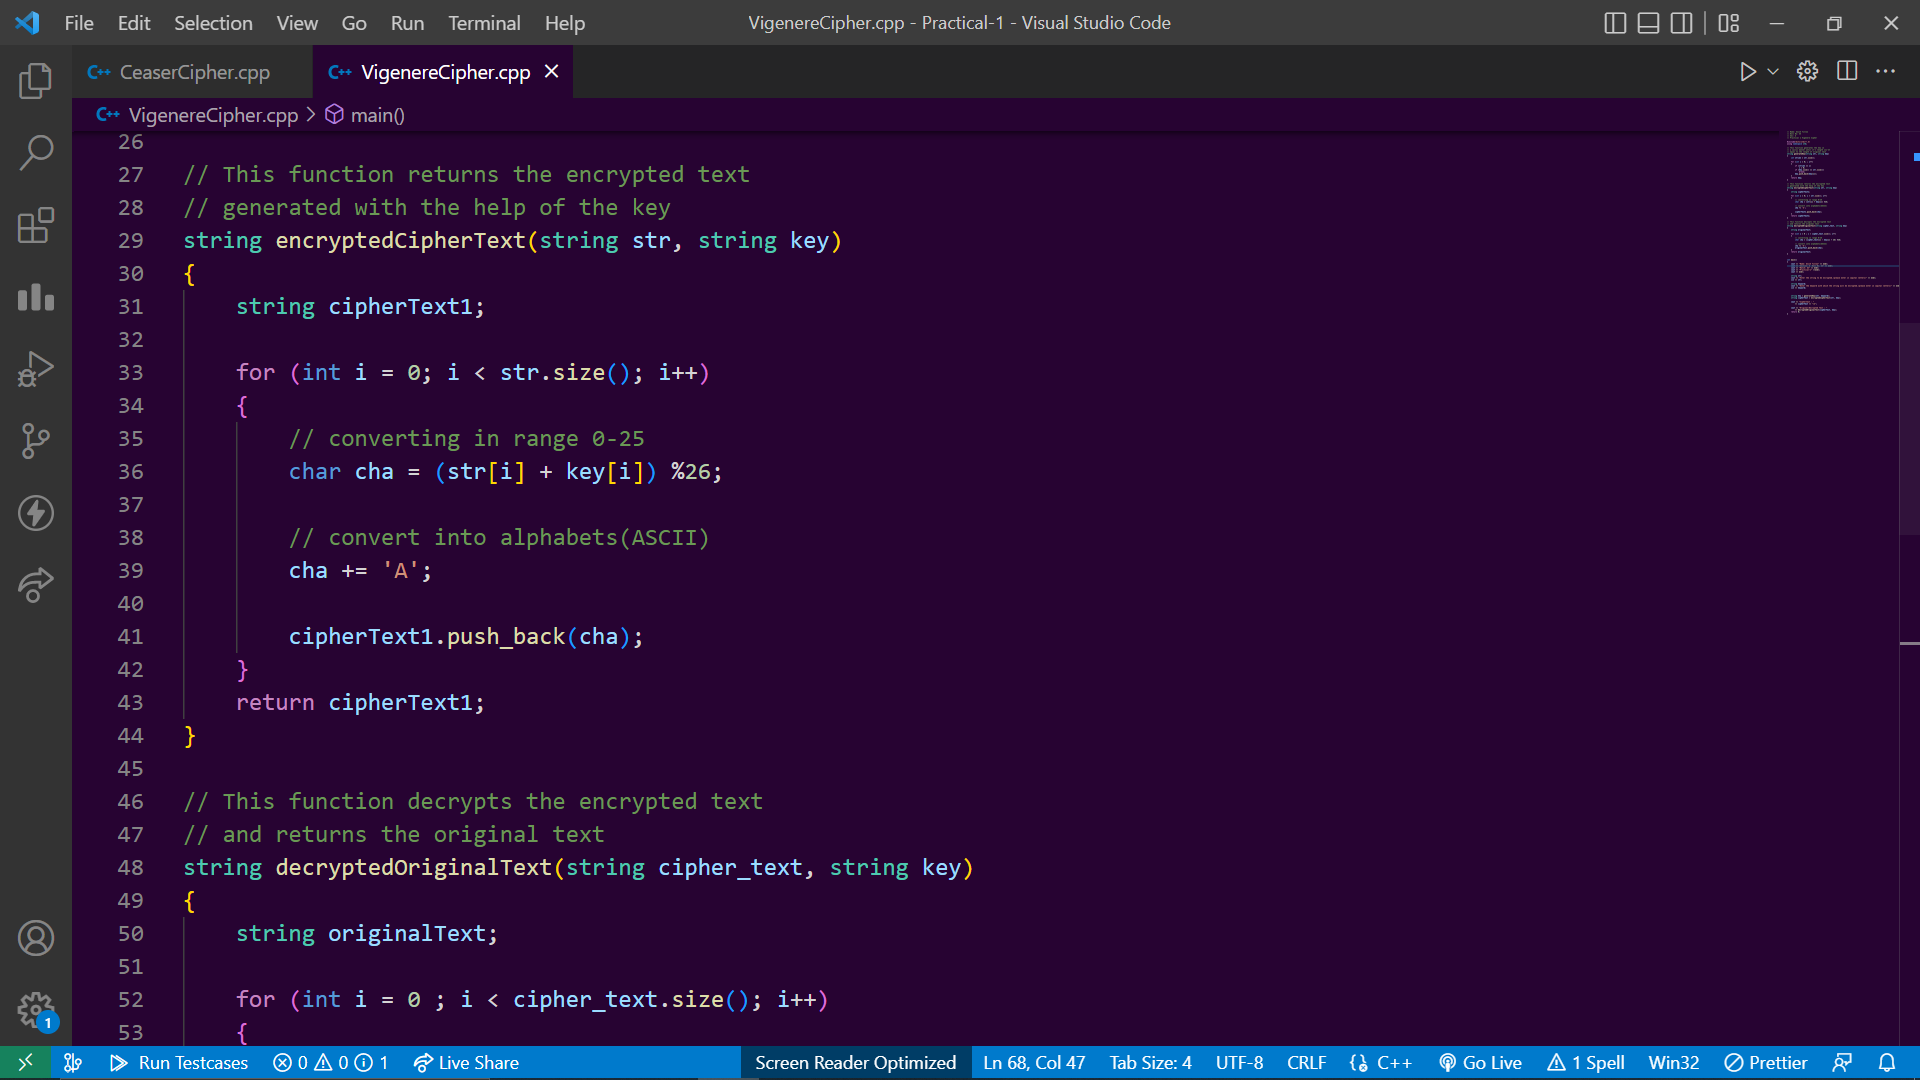 File Edit Selection View Go Run Terminal Help VigenereCipher.cpp - Practical-1 - Visual Studio Code
C++ CeaserCipher.cpp C++ VigenereCipher.cpp
C++ VigenereCipher.cpp > main()
26
27 // This function returns the encrypted text
28 // generated with the help of the key
29 string encryptedCipherText(string str, string key)
30 {
31 string cipherText1;
32
33 for (int i = 0; i < str.size(); i++)
34 {
35 // converting in range 0-25
36 char cha = (str[i] + key[i]) %26;
37
38 // convert into alphabets(ASCII)
39 cha += 'A';
40
41 cipherText1.push_back(cha);
42 }
43 return cipherText1;
44 }
45
46 // This function decrypts the encrypted text
47 // and returns the original text
48 string decryptedOriginalText(string cipher_text, string key)
49 {
50 string originalText;
51
52 for (int i = 0 ; i < cipher_text.size(); i++)
53 {
1
Run Testcases 0 0 1 Live Share Screen Reader Optimized Ln 68, Col 47 Tab Size: 4 UTF-8 CRLF C++ Go Live 1 Spell Win32 Prettier